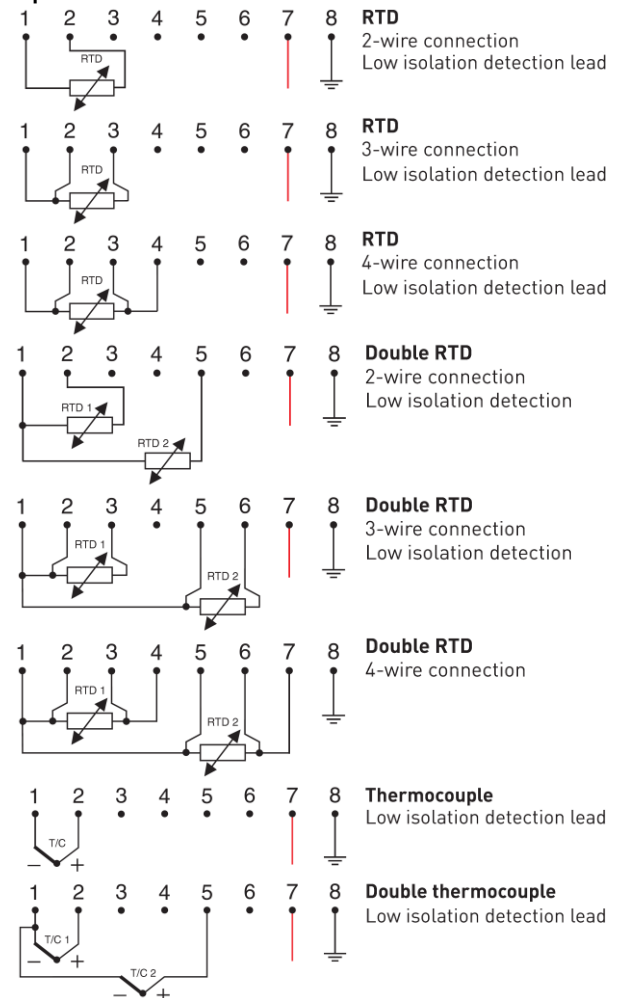 1 2 3 4 5 6 7 8 RTD
2-wire connection
RTD Low isolation detection lead
1 2 3 4 5 6 7 8 RTD
3-wire connection
RTD Low isolation detection lead
1 2 3 4 5 6 7 8 RTD
4-wire connection
RTD Low isolation detection lead
1 2 3 4 5 6 7 8 Double RTD
2-wire connection
RTD 1 Low isolation detection
RTD 2
1 2 3 4 5 6 7 8 Double RTD
3-wire connection
RTD 1 Low isolation detection
RTD 2
1 2 3 4 5 6 7 8 Double RTD
4-wire connection
RTD 1
RTD 2
1 2 3 4 5 6 7 8 Thermocouple
Low isolation detection lead
T/C
− +
1 2 3 4 5 6 7 8 Double thermocouple
Low isolation detection lead
T/C 1
− +
T/C 2
− +